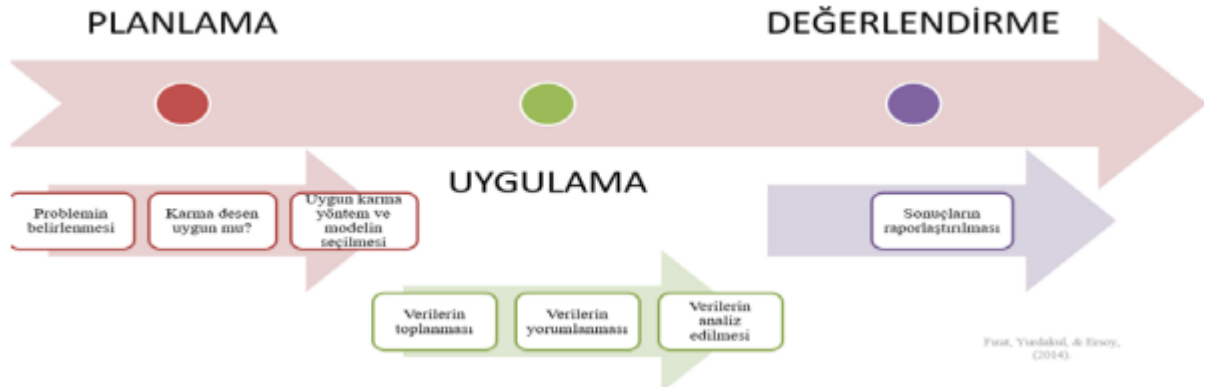 PLANLAMA
DEĞERLENDİRME
UYGULAMA
Problemin
belirlenmesi
Karma desen
uygun mu?
Uygun karma
yöntem ve
modelin
seçilmesi
Sonuçların
raporlaştırılması
Verilerin
toplanması
Verilerin
yorumlanması
Verilerin
analiz
edilmesi
Fırat, Yurdakul, & Ersoy,
(2014).